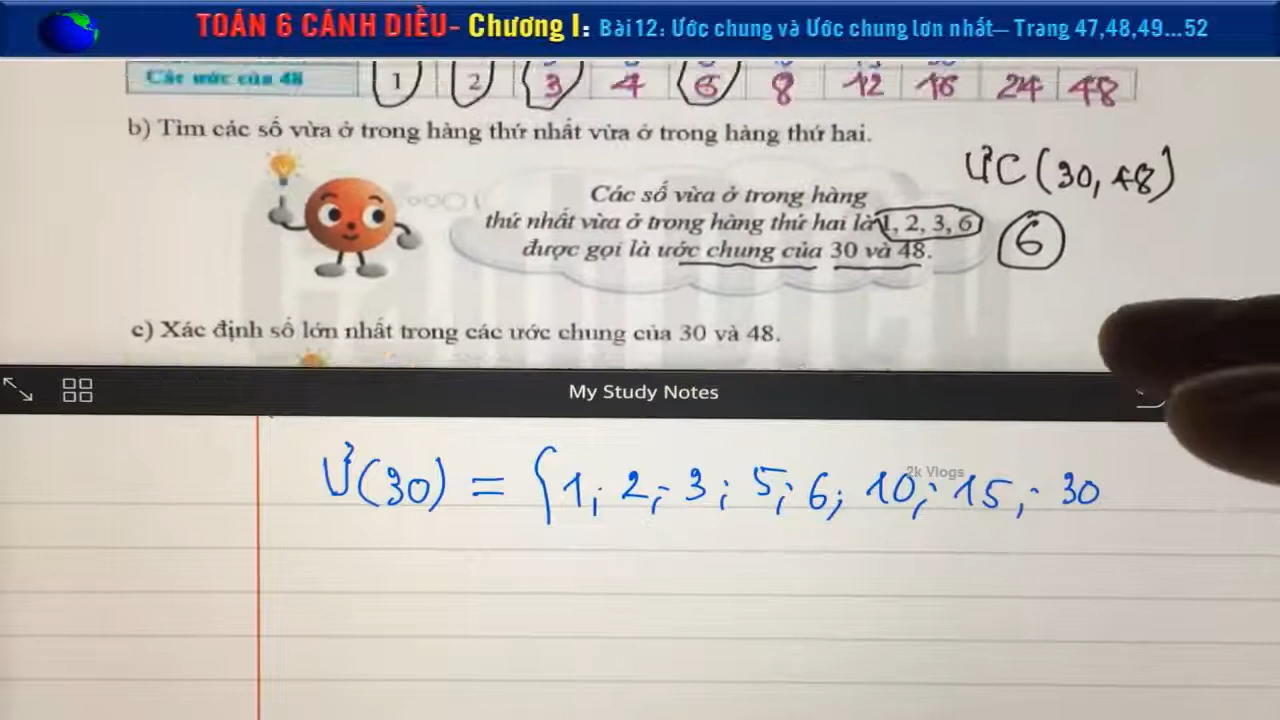 TOÁN 6 CÁNH DIỀU- Chương I: Bài 12: Ước chung và Ước chung lơn nhất– Trang 47,48,49...52
Các ước của 48 1 2 3 4 6 8 12 16 24 48
b) Tìm các số vừa ở trong hàng thứ nhất vừa ở trong hàng thứ hai.
ƯC (30, 48)
Các số vừa ở trong hàng
thứ nhất vừa ở trong hàng thứ hai là 1, 2, 3, 6
được gọi là ước chung của 30 và 48.
6
c) Xác định số lớn nhất trong các ước chung của 30 và 48.
My Study Notes
2k Vlogs
Ư(30) = {1; 2; 3; 5; 6; 10; 15; 30